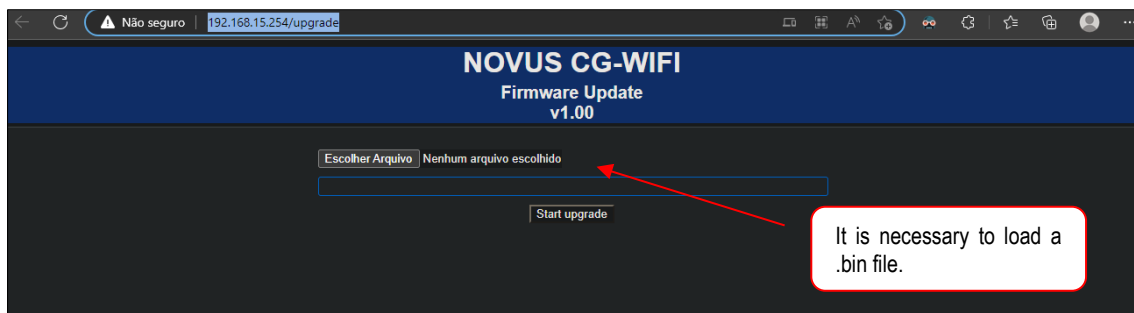 Não seguro 192.168.15.254/upgrade
NOVUS CG-WIFI
Firmware Update
v1.00
Escolher Arquivo Nenhum arquivo escolhido
Start upgrade
It is necessary to load a
.bin file.